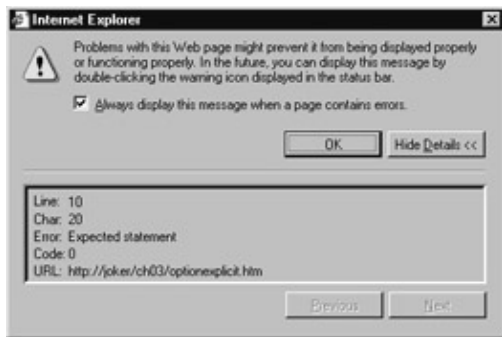 Internet Explorer
Problems with this Web page might prevent it from being displayed properly
or functioning properly. In the future, you can display this message by
double-clicking the warning icon displayed in the status bar.
Always display this message when a page contains errors.
OK
Hide Details <<
Line: 10
Char: 20
Error: Expected statement
Code: 0
URL: http://joker/ch03/optionexplicit.htm
Previous
Next